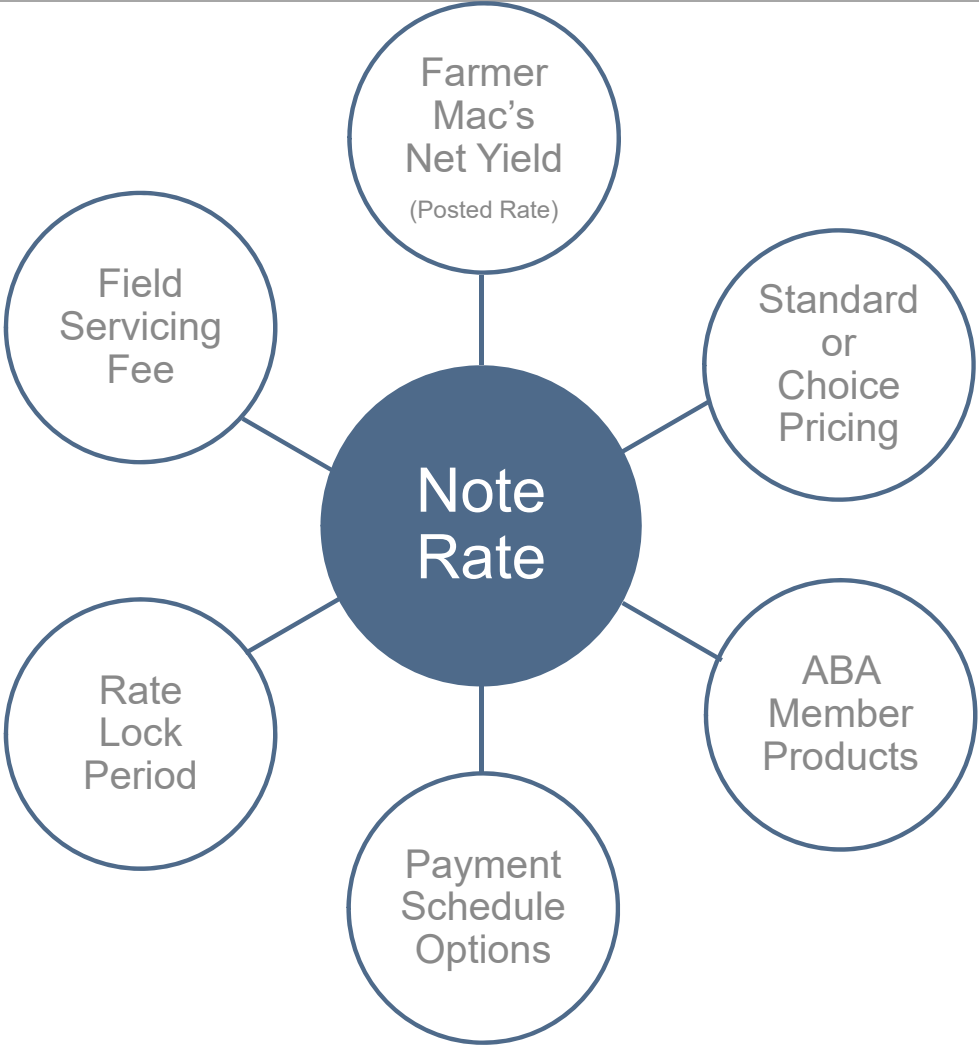 Farmer
Mac’s
Net Yield
(Posted Rate)
Field
Servicing
Fee
Standard
or
Choice
Pricing
Note
Rate
Rate
Lock
Period
ABA
Member
Products
Payment
Schedule
Options